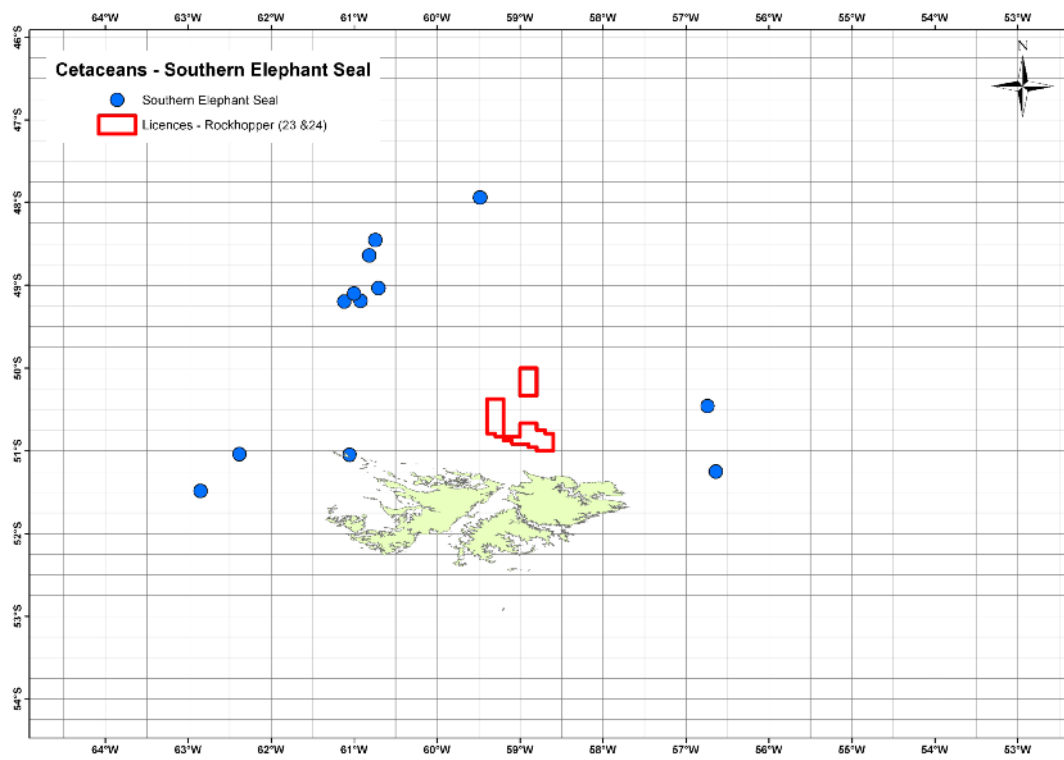 64°W 63°W 62°W 61°W 60°W 59°W 58°W 57°W 56°W 55°W 54°W 53°W
N
Cetaceans - Southern Elephant Seal
Southern Elephant Seal
Licences - Rockhopper (23 &24)
46°S
47°S
48°S
49°S
50°S
51°S
52°S
53°S
54°S
64°W 63°W 62°W 61°W 60°W 59°W 58°W 57°W 56°W 55°W 54°W 53°W